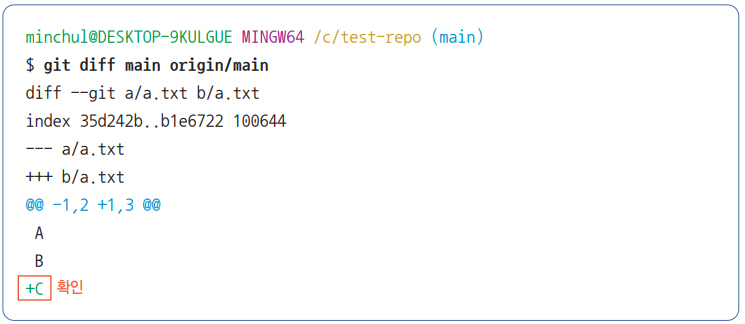 minchul@DESKTOP-9KULGUE MINGW64 /c/test-repo (main)
$ git diff main origin/main
diff --git a/a.txt b/a.txt
index 35d242b..b1e6722 100644
--- a/a.txt
+++ b/a.txt
@@ -1,2 +1,3 @@
 A
 B
+C 확인